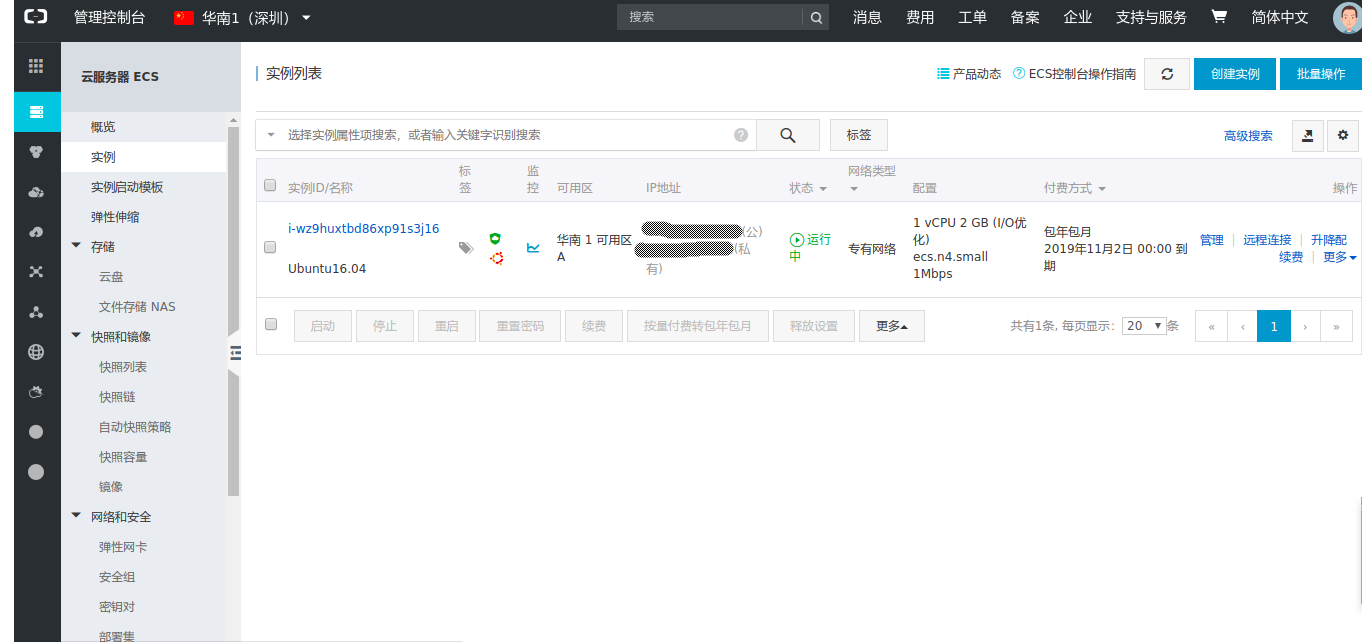 管理控制台 华南1（深圳） 搜索 消息 费用 工单 备案 企业 支持与服务 简体中文
云服务器 ECS
概览
实例
实例启动模板
弹性伸缩
存储
云盘
文件存储 NAS
快照和镜像
快照列表
快照链
自动快照策略
快照容量
镜像
网络和安全
弹性网卡
安全组
密钥对
部署集
实例列表 产品动态 ECS控制台操作指南 创建实例 批量操作
选择实例属性项搜索，或者输入关键字识别搜索 标签 高级搜索
实例ID/名称 标签 监控 可用区 IP地址 状态 网络类型 配置 付费方式 操作
i-wz9huxtbd86xp91s3j16
Ubuntu16.04
华南 1 可用区
A
(公)
(私
有)
运行
中
专有网络
1 vCPU 2 GB (I/O优
化)
ecs.n4.small
1Mbps
包年包月
2019年11月2日 00:00 到
期
管理 远程连接 升降配
续费 更多
启动 停止 重启 重置密码 续费 按量付费转包年包月 释放设置 更多 共有1条, 每页显示: 20 条 « ‹ 1 › »